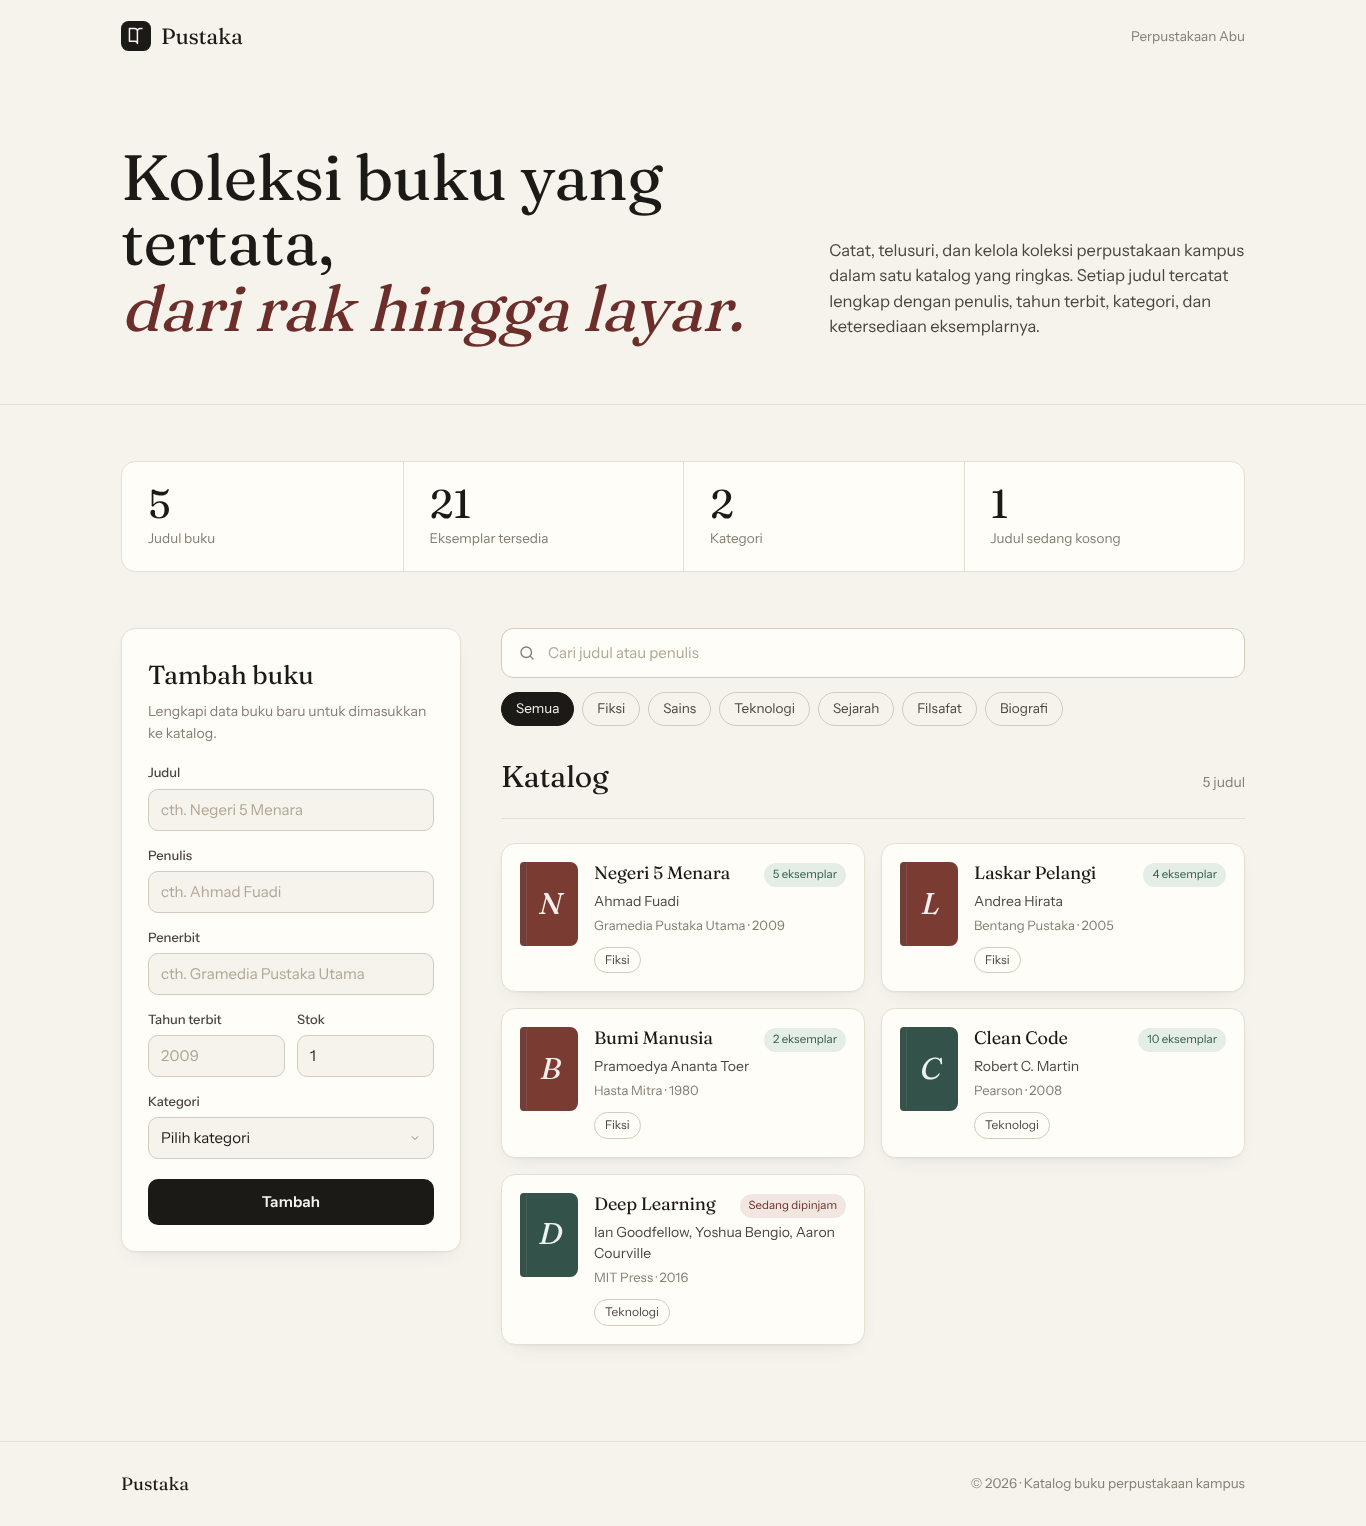 Pustaka
Perpustakaan Abu
Koleksi buku yang
tertata,
dari rak hingga layar.
Catat, telusuri, dan kelola koleksi perpustakaan kampus
dalam satu katalog yang ringkas. Setiap judul tercatat
lengkap dengan penulis, tahun terbit, kategori, dan
ketersediaan eksemplarnya.
5
Judul buku
21
Eksemplar tersedia
2
Kategori
1
Judul sedang kosong
Tambah buku
Lengkapi data buku baru untuk dimasukkan
ke katalog.
Judul
cth. Negeri 5 Menara
Penulis
cth. Ahmad Fuadi
Penerbit
cth. Gramedia Pustaka Utama
Tahun terbit
2009
Stok
1
Kategori
Pilih kategori
Tambah
Cari judul atau penulis
Semua
Fiksi
Sains
Teknologi
Sejarah
Filsafat
Biografi
Katalog
5 judul
N
Negeri 5 Menara
5 eksemplar
Ahmad Fuadi
Gramedia Pustaka Utama · 2009
Fiksi
L
Laskar Pelangi
4 eksemplar
Andrea Hirata
Bentang Pustaka · 2005
Fiksi
B
Bumi Manusia
2 eksemplar
Pramoedya Ananta Toer
Hasta Mitra · 1980
Fiksi
C
Clean Code
10 eksemplar
Robert C. Martin
Pearson · 2008
Teknologi
D
Deep Learning
Sedang dipinjam
Ian Goodfellow, Yoshua Bengio, Aaron
Courville
MIT Press · 2016
Teknologi
Pustaka
© 2026 · Katalog buku perpustakaan kampus